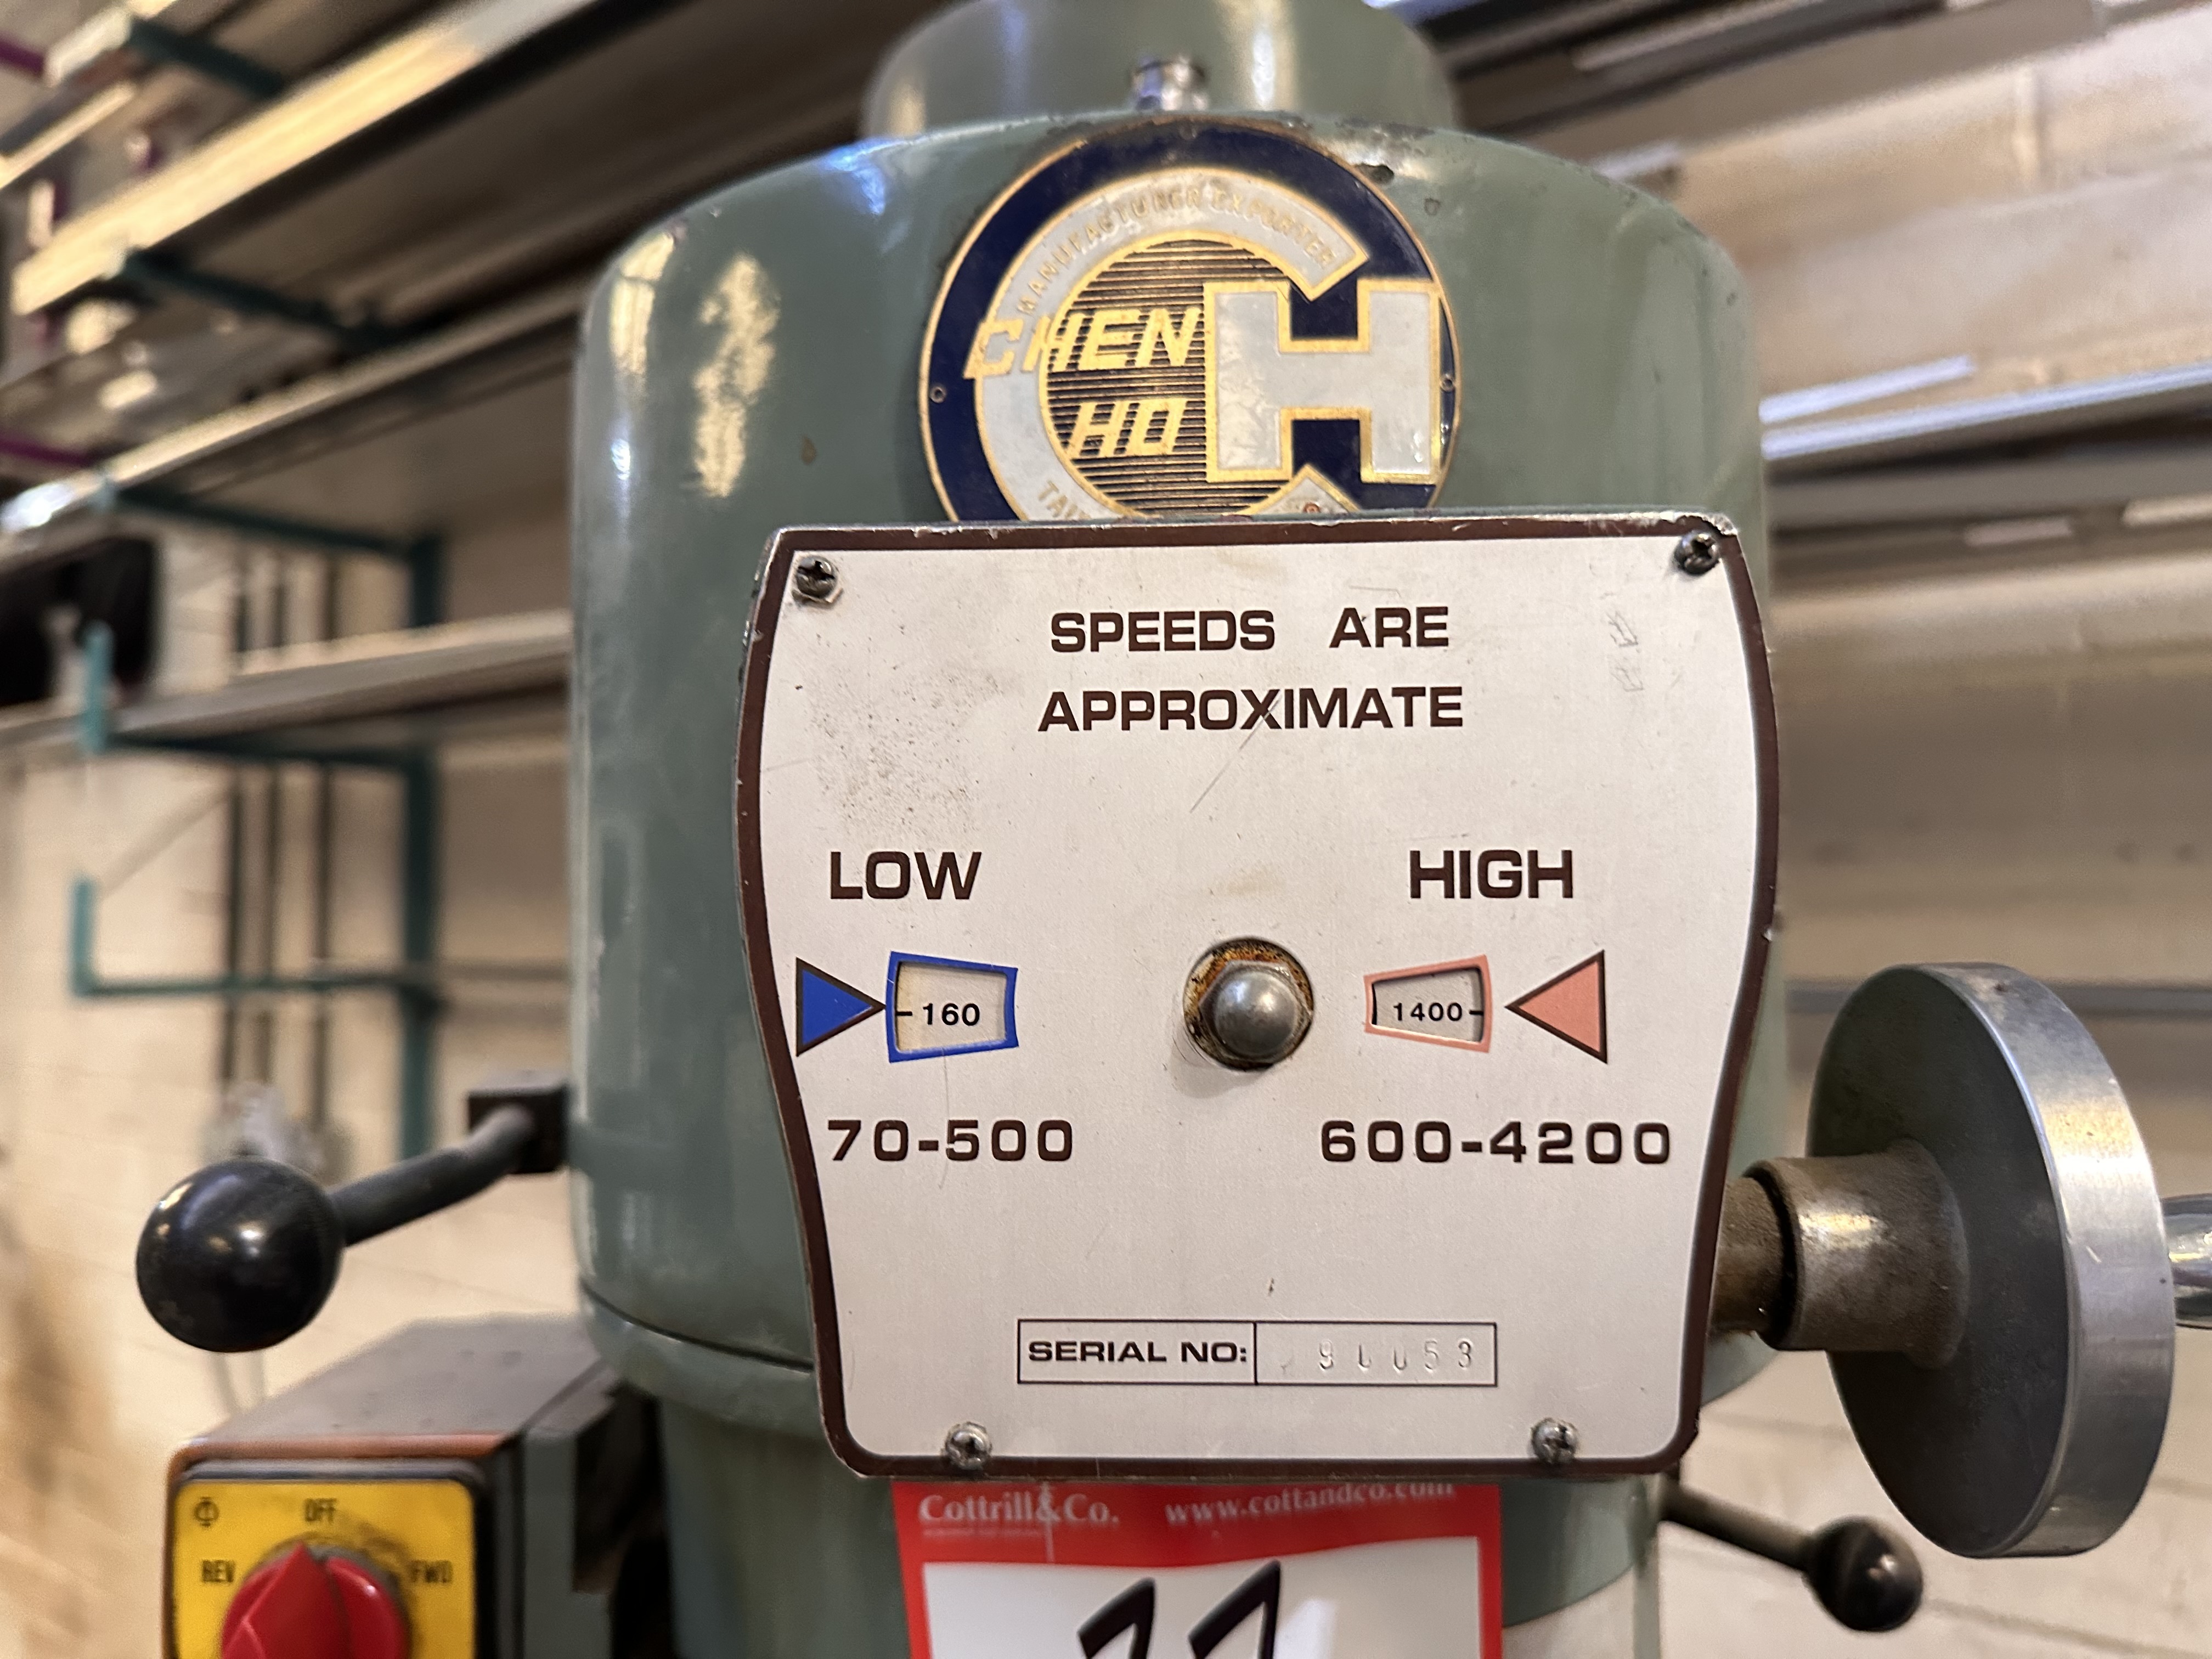 MANUFACTURER EXPORTER
CHEN
HO
CH
SPEEDS ARE
APPROXIMATE
LOW HIGH
160 1400
70-500 600-4200
SERIAL NO:
OFF
REV FWD
Cottrill&Co. www.cottandco.com